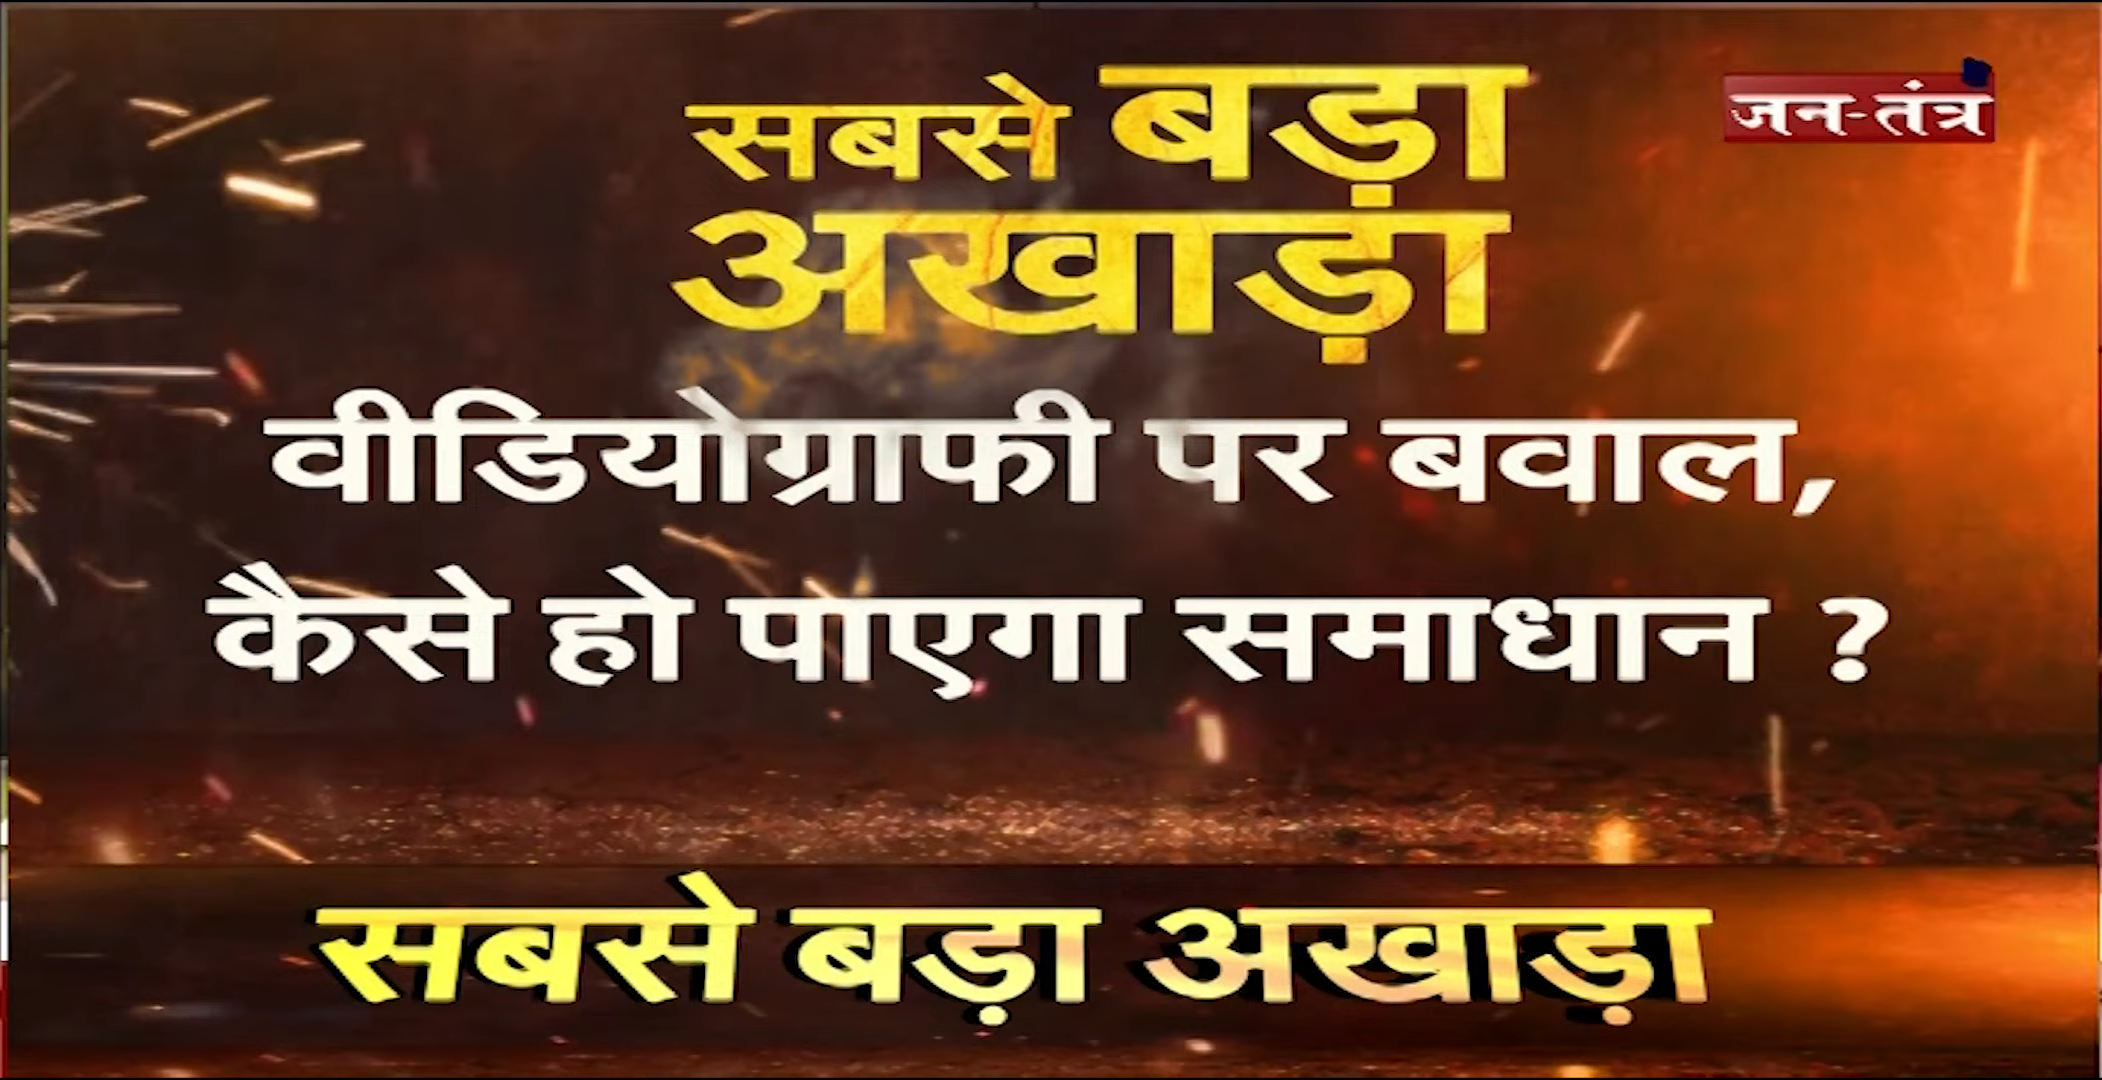 सबसे बड़ा
जन-तंत्र
अखाड़ा
वीडियोग्राफी पर बवाल,
कैसे हो पाएगा समाधान ?
सबसे बड़ा अखाड़ा